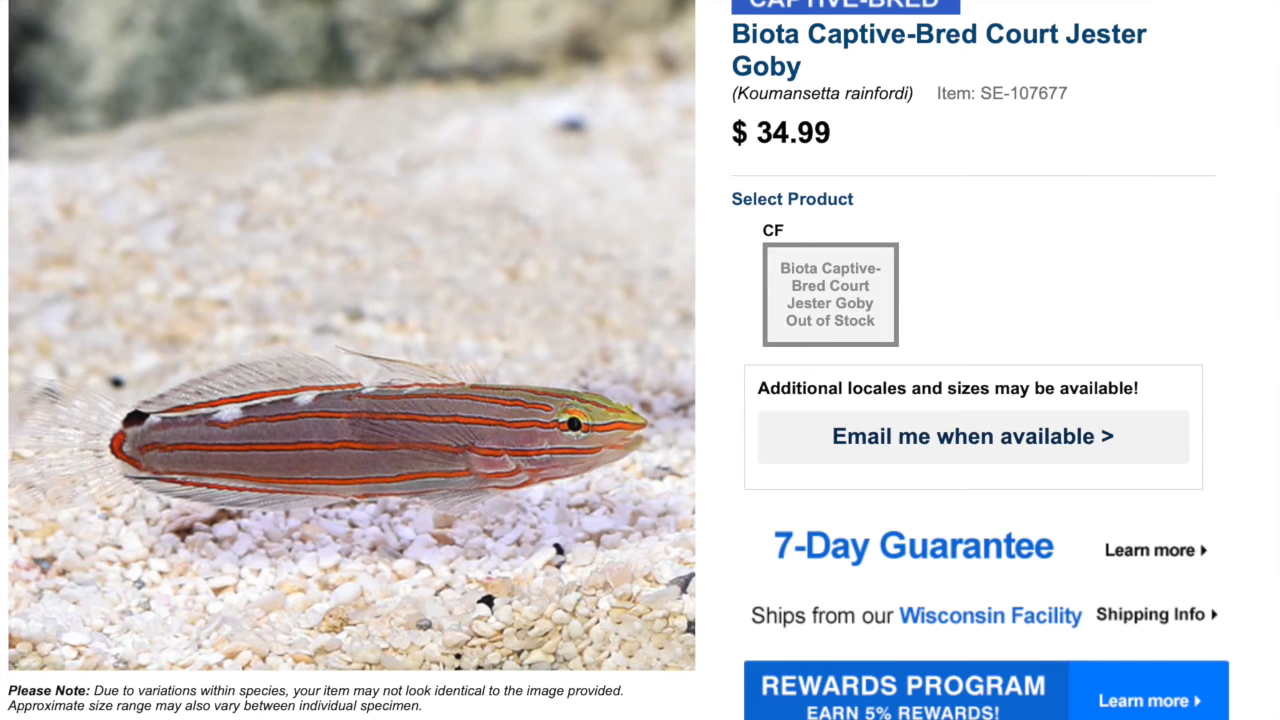 CAPTIVE-BRED
Biota Captive-Bred Court Jester
Goby
(Koumansetta rainfordi) Item: SE-107677
$ 34.99
Select Product
CF
Biota Captive-
Bred Court
Jester Goby
Out of Stock
Additional locales and sizes may be available!
Email me when available >
7-Day Guarantee Learn more
Ships from our Wisconsin Facility Shipping Info
REWARDS PROGRAM
EARN 5% REWARDS!
Learn more
Please Note: Due to variations within species, your item may not look identical to the image provided.
Approximate size range may also vary between individual specimen.